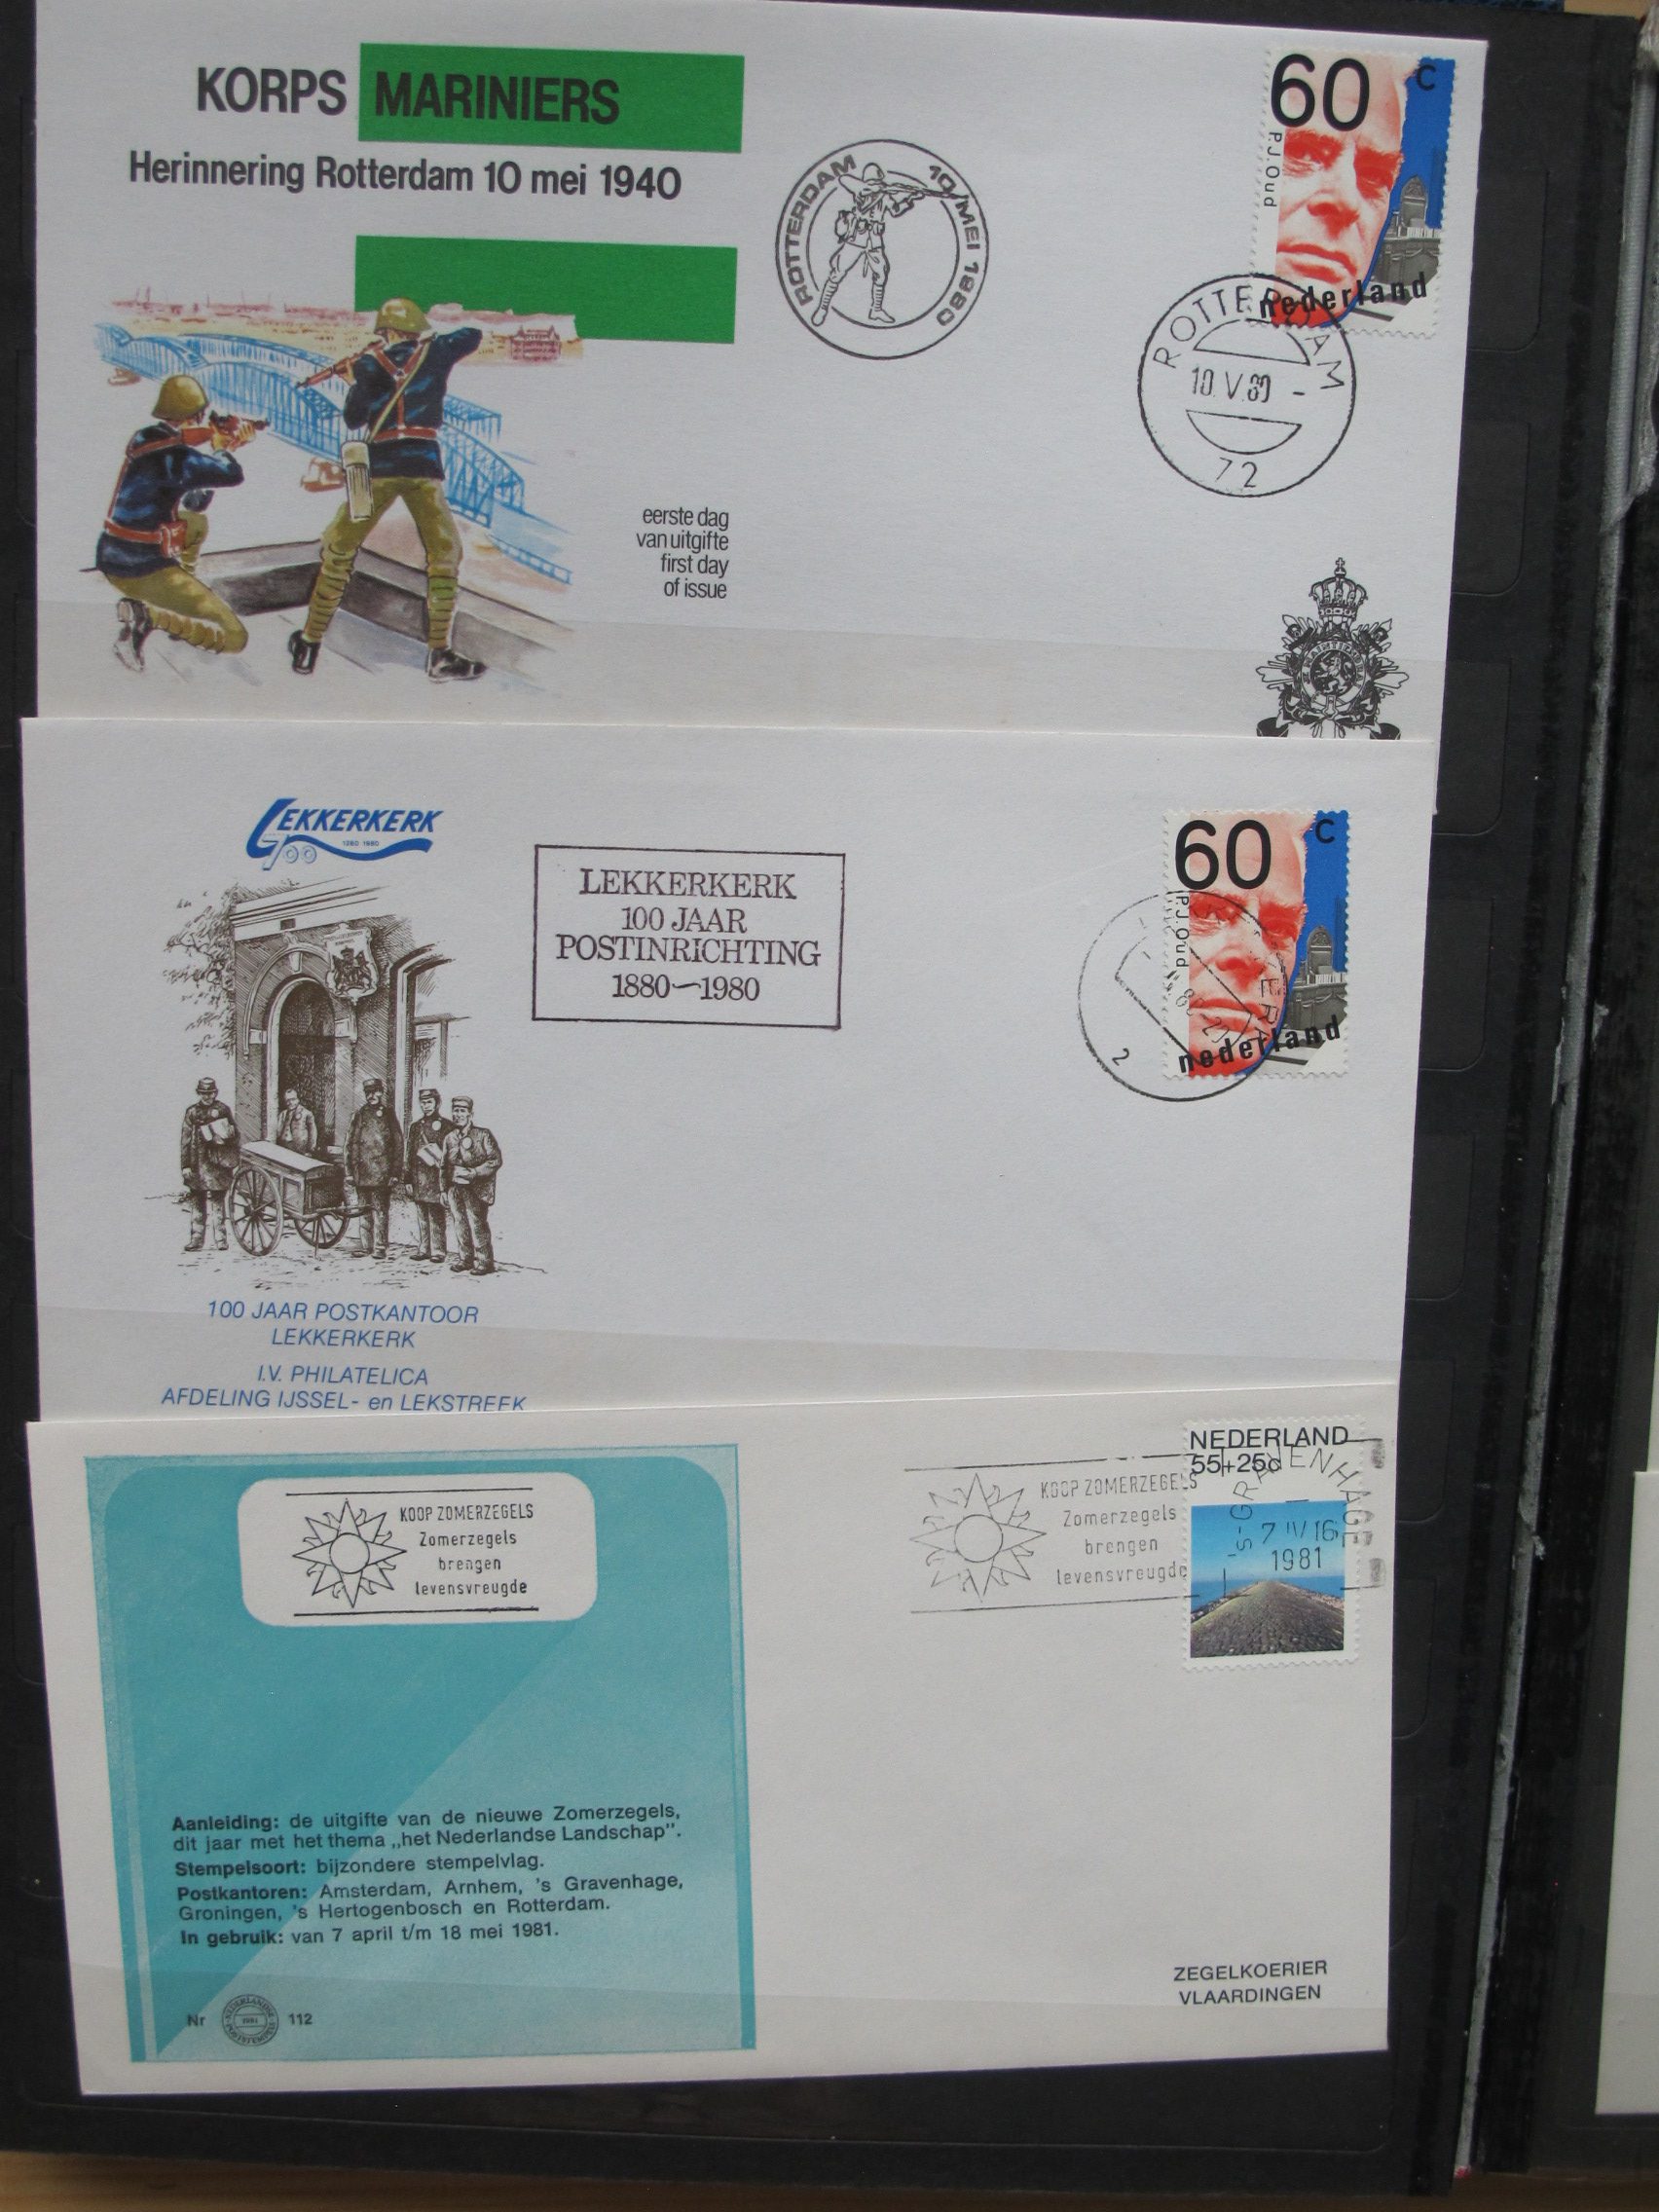 KORPS MARINIERS
Herinnering Rotterdam 10 mei 1940
ROTTERDAM 10 MEI 1980
60 c
P.J. Oud
nederland
ROTTERDAM
10 V 80 -
72
eerste dag
van uitgifte
first day
of issue
LEKKERKERK
700
1280 1980
LEKKERKERK
100 JAAR
POSTINRICHTING
1880-1980
60 c
P.J. Oud
nederland
2
100 JAAR POSTKANTOOR
LEKKERKERK
I.V. PHILATELICA
AFDELING IJSSEL- en LEKSTREEK
KOOP ZOMERZEGELS
Zomerzegels
brengen
levensvreugde
KOOP ZOMERZEGELS
Zomerzegels
brengen
levensvreugde
NEDERLAND
55+25c
'S-GRAVENHAGE
7 IV 16
1981
Aanleiding: de uitgifte van de nieuwe Zomerzegels,
dit jaar met het thema „het Nederlandse Landschap".
Stempelsoort: bijzondere stempelvlag.
Postkantoren: Amsterdam, Arnhem, 's Gravenhage,
Groningen, 's Hertogenbosch en Rotterdam.
In gebruik: van 7 april t/m 18 mei 1981.
Nr 112
ZEGELKOERIER
VLAARDINGEN